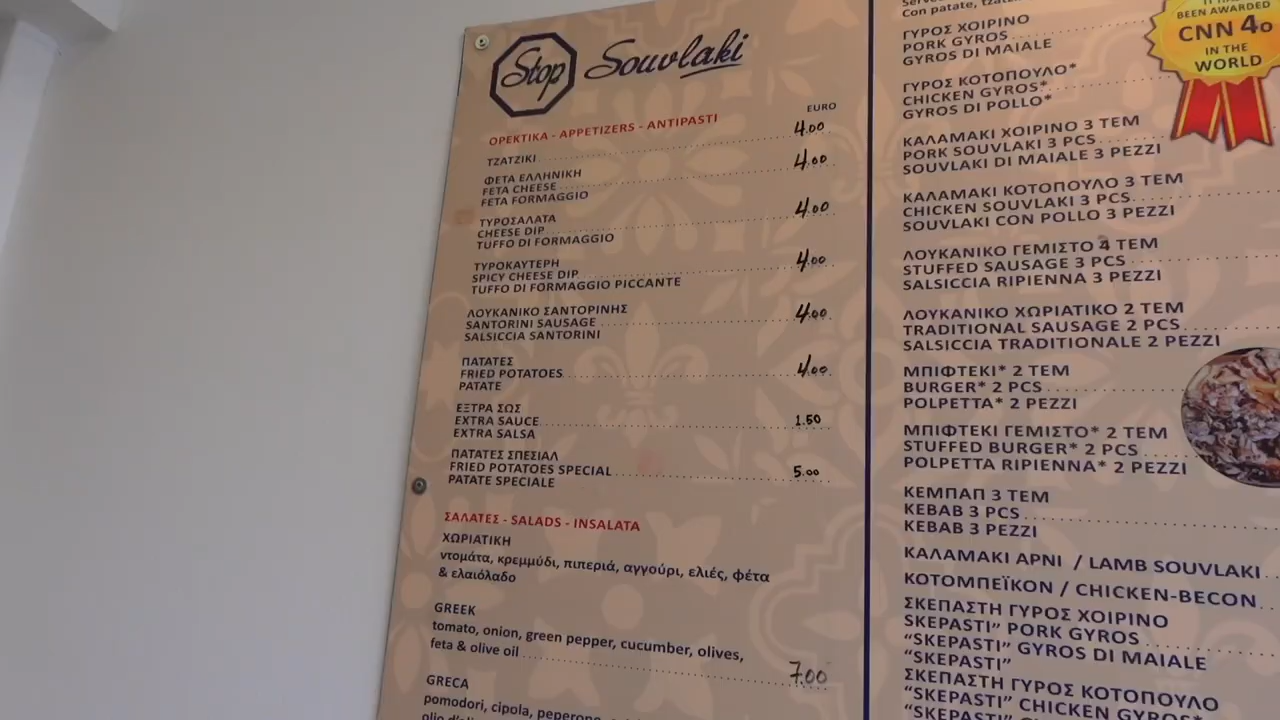 Stop Souvlaki
EURO
ΟΡΕΚΤΙΚΑ - APPETIZERS - ANTIPASTI
TZATZIKI 4.00
ΦΕΤΑ ΕΛΛΗΝΙΚΗ
FETA CHEESE 4.00
FETA FORMAGGIO
ΤΥΡΟΣΑΛΑΤΑ
CHEESE DIP 4.00
TUFFO DI FORMAGGIO
ΤΥΡΟΚΑΥΤΕΡΗ
SPICY CHEESE DIP 4.00
TUFFO DI FORMAGGIO PICCANTE
ΛΟΥΚΑΝΙΚΟ ΣΑΝΤΟΡΙΝΗΣ
SANTORINI SAUSAGE 4.00
SALSICCIA SANTORINI
ΠΑΤΑΤΕΣ
FRIED POTATOES 4.00
PATATE
ΕΞΤΡΑ ΣΩΣ
EXTRA SAUCE 1.50
EXTRA SALSA
ΠΑΤΑΤΕΣ ΣΠΕΣΙΑΛ
FRIED POTATOES SPECIAL 5.00
PATATE SPECIALE
ΣΑΛΑΤΕΣ - SALADS - INSALATA
ΧΩΡΙΑΤΙΚΗ
ντομάτα, κρεμμύδι, πιπεριά, αγγούρι, ελιές, φέτα
& ελαιόλαδο
GREEK
tomato, onion, green pepper, cucumber, olives,
feta & olive oil 7.00
GRECA
pomodori, cipola,
Con patate,
ΓΥΡΟΣ ΧΟΙΡΙΝΟ
PORK GYROS
GYROS DI MAIALE
ΓΥΡΟΣ ΚΟΤΟΠΟΥΛΟ*
CHICKEN GYROS*
GYROS DI POLLO*
ΚΑΛΑΜΑΚΙ ΧΟΙΡΙΝΟ 3 ΤΕΜ
PORK SOUVLAKI 3 PCS
SOUVLAKI DI MAIALE 3 PEZZI
ΚΑΛΑΜΑΚΙ ΚΟΤΟΠΟΥΛΟ 3 ΤΕΜ
CHICKEN SOUVLAKI 3 PCS
SOUVLAKI CON POLLO 3 PEZZI
ΛΟΥΚΑΝΙΚΟ ΓΕΜΙΣΤΟ 4 ΤΕΜ
STUFFED SAUSAGE 3 PCS
SALSICCIA RIPIENNA 3 PEZZI
ΛΟΥΚΑΝΙΚΟ ΧΩΡΙΑΤΙΚΟ 2 ΤΕΜ
TRADITIONAL SAUSAGE 2 PCS
SALSICCIA TRADITIONALE 2 PEZZI
ΜΠΙΦΤΕΚΙ* 2 ΤΕΜ
BURGER* 2 PCS
POLPETTA* 2 PEZZI
ΜΠΙΦΤΕΚΙ ΓΕΜΙΣΤΟ* 2 ΤΕΜ
STUFFED BURGER* 2 PCS
POLPETTA RIPIENNA* 2 PEZZI
ΚΕΜΠΑΠ 3 ΤΕΜ
KEBAB 3 PCS
KEBAB 3 PEZZI
ΚΑΛΑΜΑΚΙ ΑΡΝΙ / LAMB SOUVLAKI
ΚΟΤΟΜΠΕΪΚΟΝ / CHICKEN-BECON
ΣΚΕΠΑΣΤΗ ΓΥΡΟΣ ΧΟΙΡΙΝΟ
SKEPASTI" PORK GYROS
"SKEPASTI" GYROS DI MAIALE
"SKEPASTI"
ΣΚΕΠΑΣΤΗ ΓΥΡΟΣ ΚΟΤΟΠΟΥΛΟ
"SKEPASTI" CHICKEN
BEEN AWARDED
CNN 4o
IN THE
WORLD